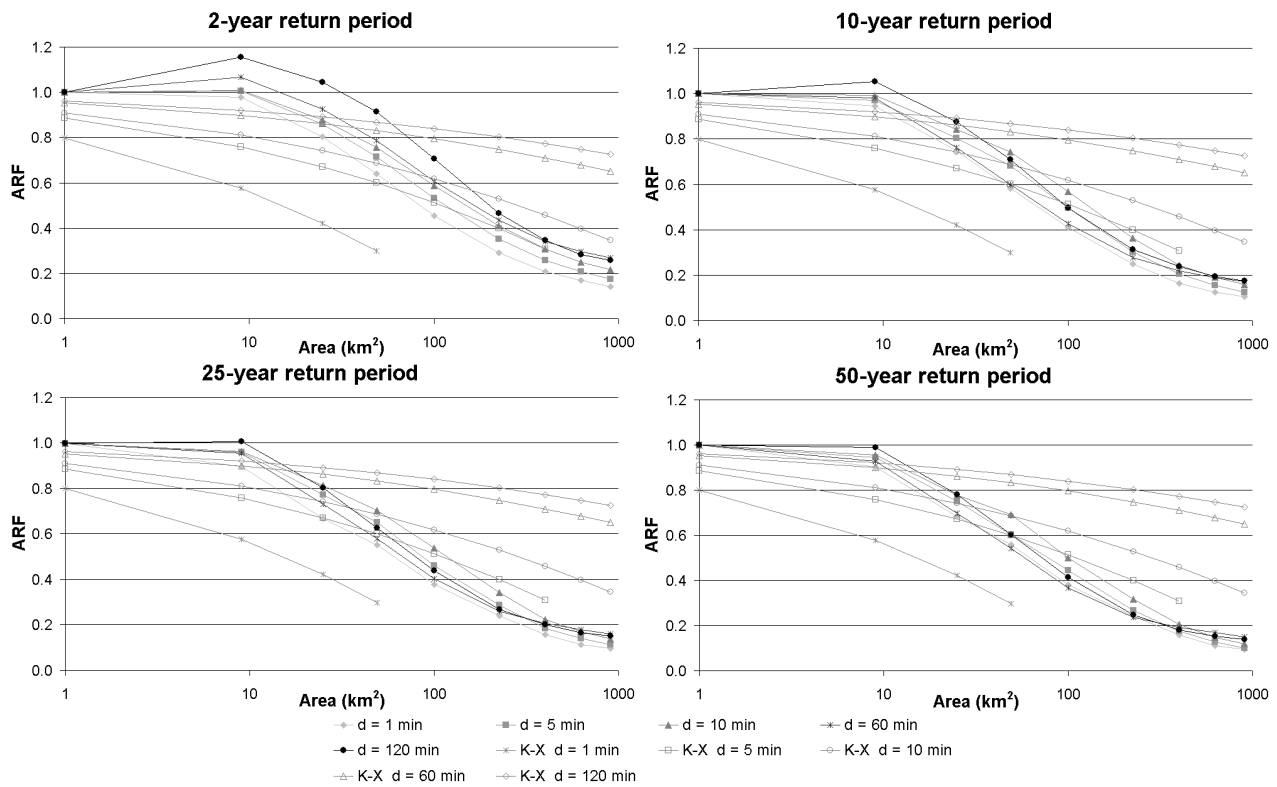 2-year return period
10-year return period
1.2
1.0
0.8
0.6
0.4
0.2
0.0
ARF
1
10
100
1000
Area (km²)
1.2
1.0
0.8
0.6
0.4
0.2
0.0
ARF
1
10
100
1000
Area (km²)
25-year return period
50-year return period
1.2
1.0
0.8
0.6
0.4
0.2
0.0
ARF
1
10
100
1000
Area (km²)
1.2
1.0
0.8
0.6
0.4
0.2
0.0
ARF
1
10
100
1000
Area (km²)
d = 1 min
d = 5 min
d = 10 min
d = 60 min
d = 120 min
K-X d = 1 min
K-X d = 5 min
K-X d = 10 min
K-X d = 60 min
K-X d = 120 min